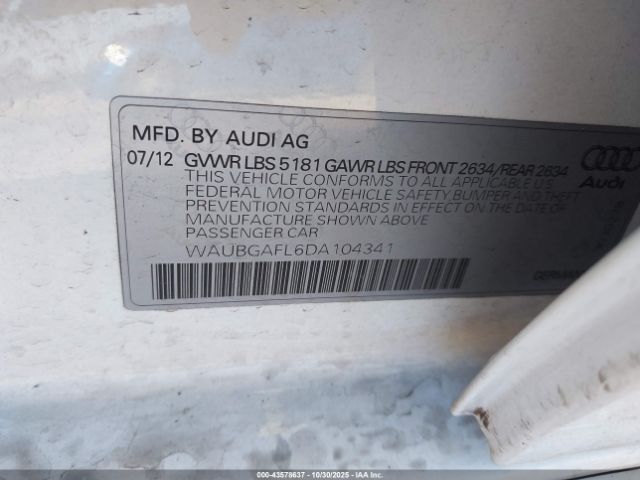 MFD. BY AUDI AG
07/12 GVWR LBS 5181 GAWR LBS FRONT 2634/REAR 2634
THIS VEHICLE CONFORMS TO ALL APPLICABLE U.S.
FEDERAL MOTOR VEHICLE SAFETY BUMPER AND THEFT
PREVENTION STANDARDS IN EFFECT ON THE DATE OF
MANUFACTURE SHOWN ABOVE
PASSENGER CAR
WAUBGAFL6DA104341
Audi
GERMANY
000-43578637 - 10/30/2025 - IAA, Inc.